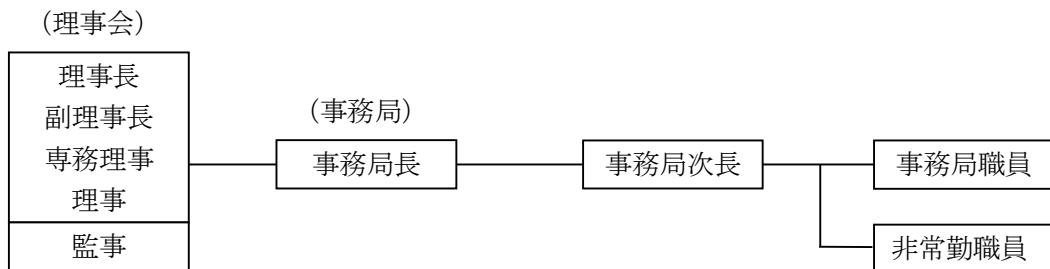 （理事会）
理事長
副理事長
専務理事
理事
監事
（事務局）
事務局長
事務局次長
事務局職員
非常勤職員